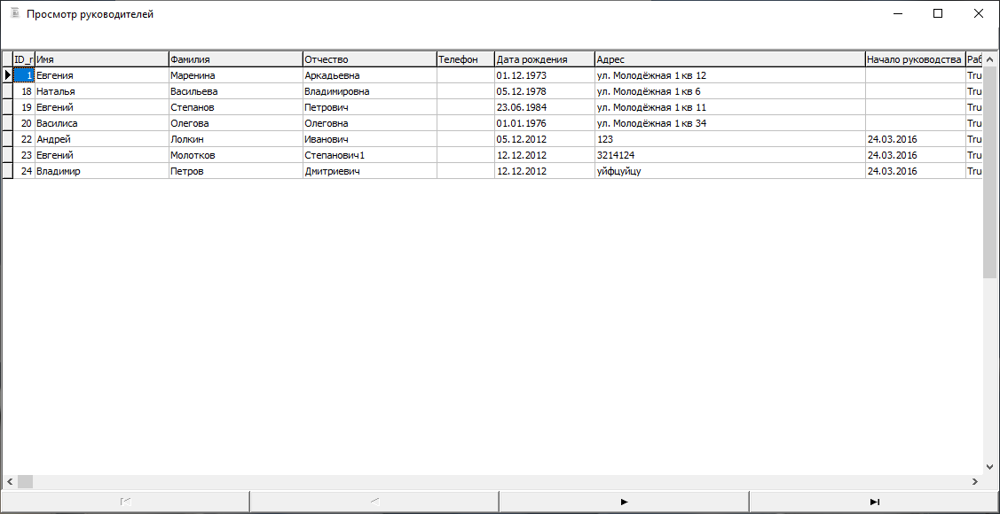 Просмотр руководителей
ID_r Имя Фамилия Отчество Телефон Дата рождения Адрес Начало руководства Раб
1 Евгения Маренина Аркадьевна 01.12.1973 ул. Молодёжная 1 кв 12 Tru
18 Наталья Васильева Владимировна 05.12.1978 ул. Молодёжная 1 кв 6 Tru
19 Евгений Степанов Петрович 23.06.1984 ул. Молодёжная 1 кв 11 Tru
20 Василиса Олегова Олеговна 01.01.1976 ул. Молодёжная 1 кв 34 Tru
22 Андрей Лолкин Иванович 05.12.2012 123 24.03.2016 Tru
23 Евгений Молотков Степанович1 12.12.2012 3214124 24.03.2016 Tru
24 Владимир Петров Дмитриевич 12.12.2012 уйфцуйцу 24.03.2016 Tru